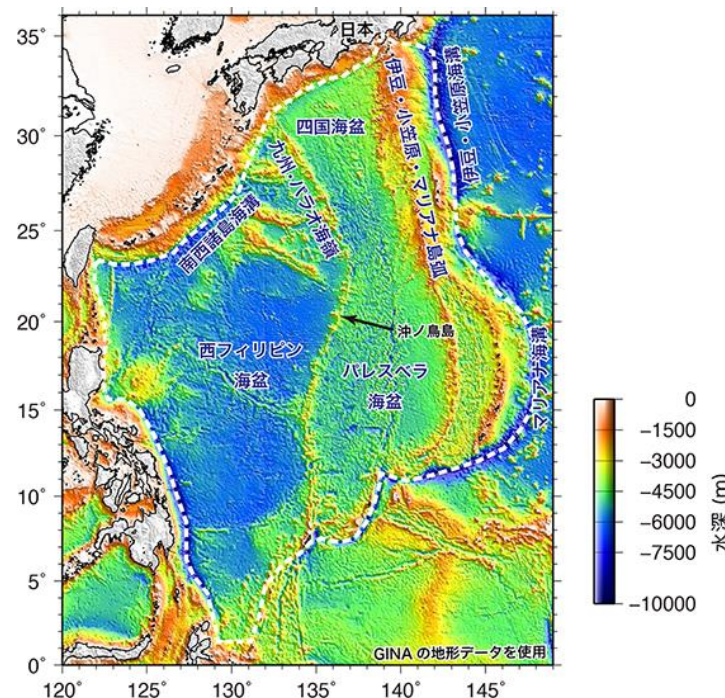 日本
35°
30°
25°
20°
15°
10°
5°
0°
四国海盆
九州・パラオ海嶺
伊豆・小笠原・マリアナ島弧
伊豆・小笠原海溝
南西諸島海溝
沖ノ鳥島
西フィリピン
海盆
パレスベラ
海盆
マリアナ海溝
GINA の地形データを使用
120°
125°
130°
135°
140°
145°
0
−1500
−3000
−4500
−6000
−7500
−10000
水深 (m)